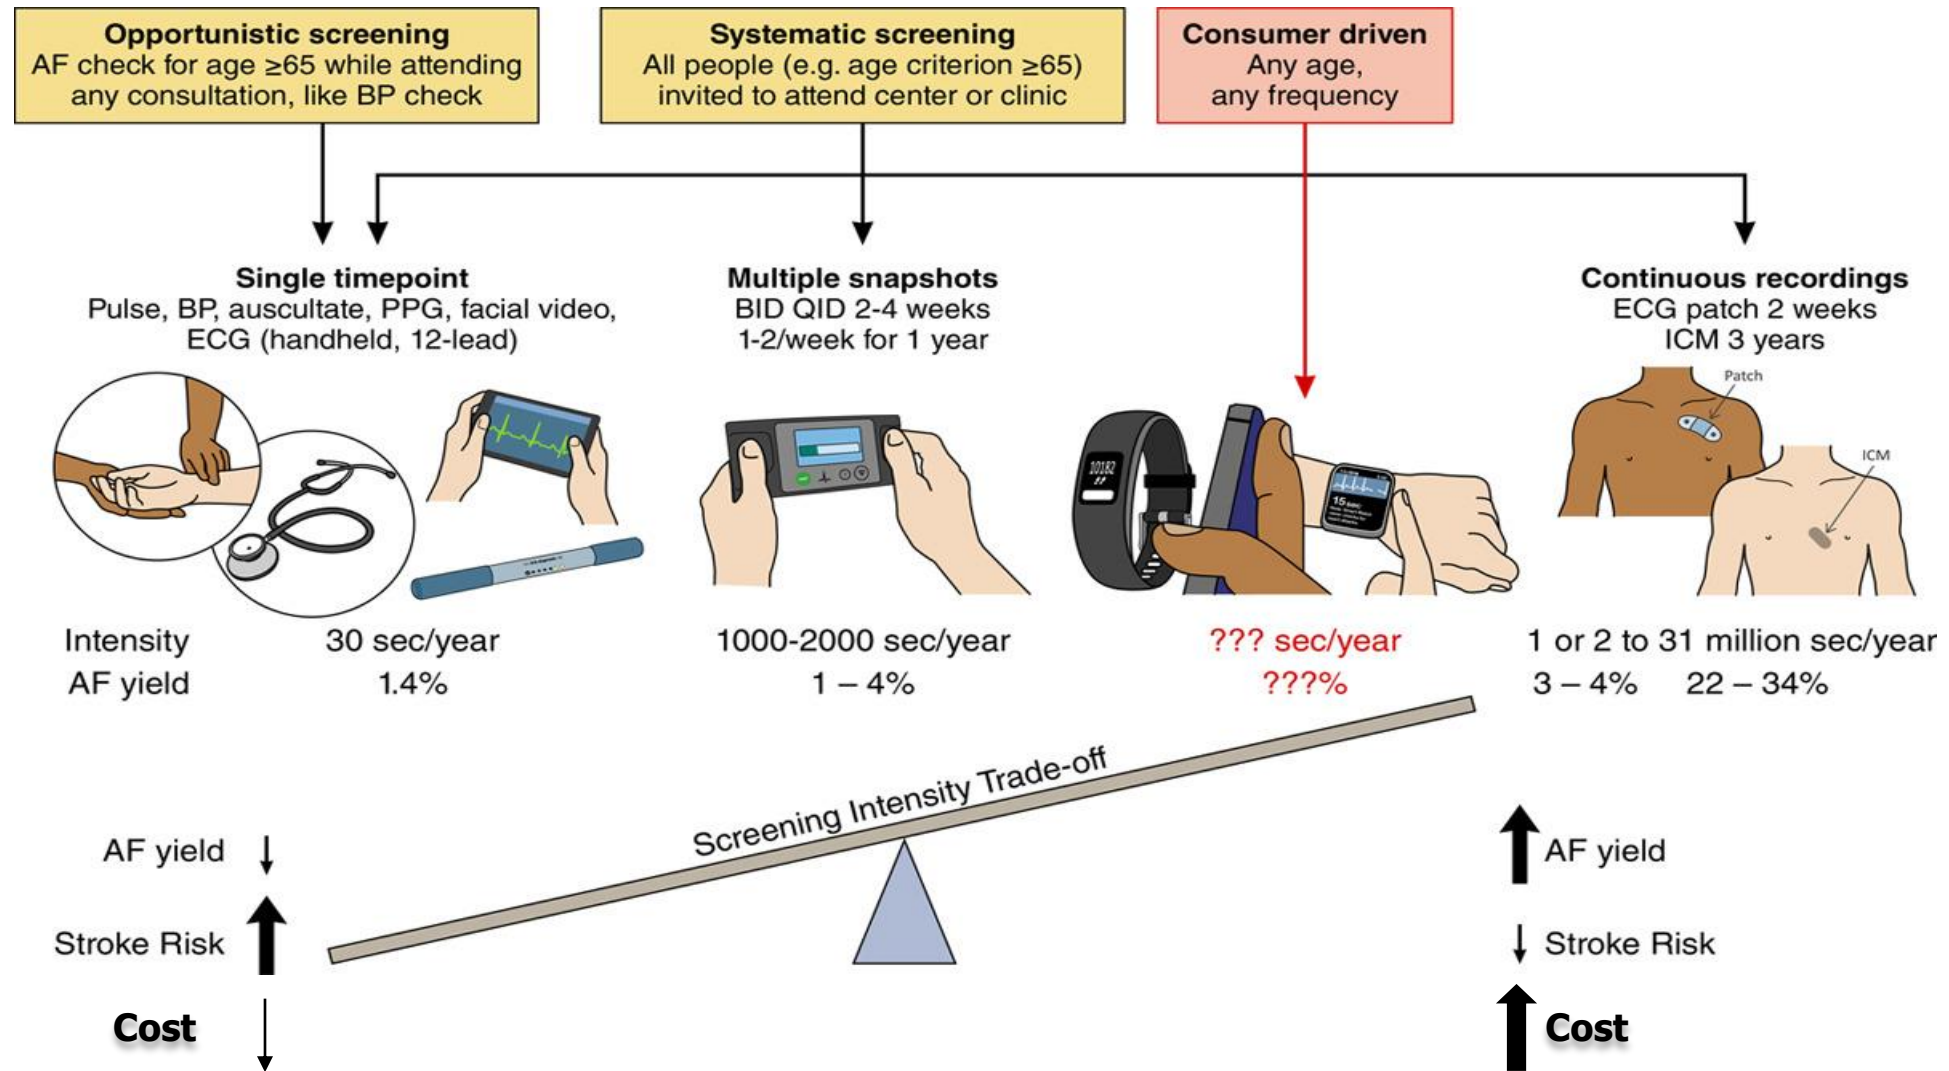 Opportunistic screening
AF check for age ≥65 while attending
any consultation, like BP check
Systematic screening
All people (e.g. age criterion ≥65)
invited to attend center or clinic
Consumer driven
Any age,
any frequency
Single timepoint
Pulse, BP, auscultate, PPG, facial video,
ECG (handheld, 12-lead)
Multiple snapshots
BID QID 2-4 weeks
1-2/week for 1 year
Continuous recordings
ECG patch 2 weeks
ICM 3 years
Patch
ICM
10182
15 sec
Intensity 30 sec/year 1000-2000 sec/year ??? sec/year 1 or 2 to 31 million sec/year
AF yield 1.4% 1 – 4% ???% 3 – 4% 22 – 34%
Screening Intensity Trade-off
AF yield
Stroke Risk
Cost
AF yield
Stroke Risk
Cost